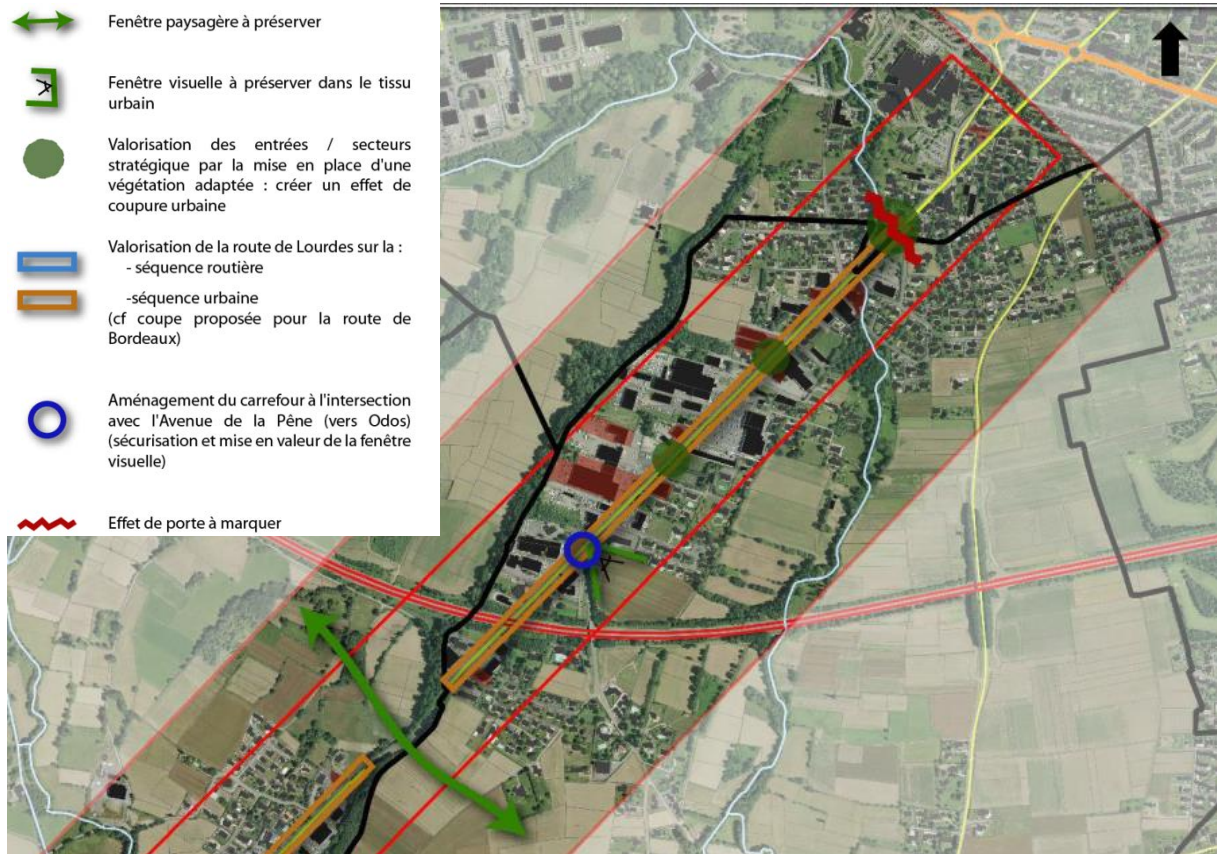 Fenêtre paysagère à préserver
Fenêtre visuelle à préserver dans le tissu
urbain
Valorisation des entrées / secteurs
stratégique par la mise en place d'une
végétation adaptée : créer un effet de
coupure urbaine
Valorisation de la route de Lourdes sur la :
- séquence routière
-séquence urbaine
(cf coupe proposée pour la route de
Bordeaux)
Aménagement du carrefour à l'intersection
avec l'Avenue de la Pêne (vers Odos)
(sécurisation et mise en valeur de la fenêtre
visuelle)
Effet de porte à marquer